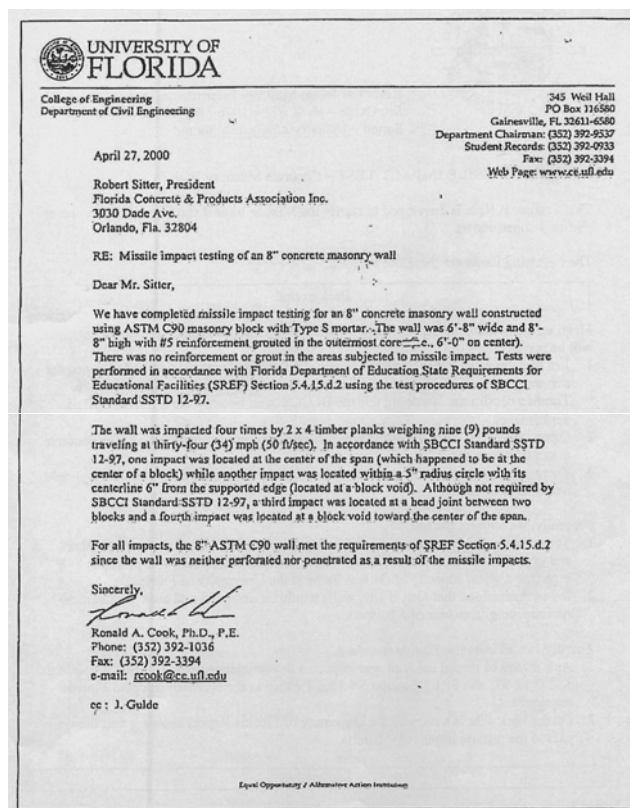 UNIVERSITY OF
FLORIDA
College of Engineering
Department of Civil Engineering
345 Weil Hall
PO Box 116580
Gainesville, FL 32611-6580
Department Chairman: (352) 392-9537
Student Records: (352) 392-0933
Fax: (352) 392-3394
Web Page: www.ce.ufl.edu
April 27, 2000
Robert Sitter, President
Florida Concrete & Products Association Inc.
3030 Dade Ave.
Orlando, Fla. 32804
RE: Missile impact testing of an 8" concrete masonry wall
Dear Mr. Sitter,
We have completed missile impact testing for an 8" concrete masonry wall constructed
using ASTM C90 masonry block with Type S mortar. The wall was 6'-8" wide and 8'-
8" high with #5 reinforcement grouted in the outermost cores (i.e., 6'-0" on center).
There was no reinforcement or grout in the areas subjected to missile impact. Tests were
performed in accordance with Florida Department of Education State Requirements for
Educational Facilities (SREF) Section 5.4.15.d.2 using the test procedures of SBCCI
Standard SSTD 12-97.
The wall was impacted four times by 2 x 4 timber planks weighing nine (9) pounds
traveling at thirty-four (34) mph (50 ft/sec). In accordance with SBCCI Standard SSTD
12-97, one impact was located at the center of the span (which happened to be at the
center of a block) while another impact was located within a 5" radius circle with its
centerline 6" from the supported edge (located at a block void). Although not required by
SBCCI Standard SSTD 12-97, a third impact was located at a head joint between two
blocks and a fourth impact was located at a block void toward the center of the span.
For all impacts, the 8" ASTM C90 wall met the requirements of SREF Section 5.4.15.d.2
since the wall was neither perforated nor penetrated as a result of the missile impacts.
Sincerely,
Ronald A. Cook, Ph.D., P.E.
Phone: (352) 392-1036
Fax: (352) 392-3394
e-mail: rcook@ce.ufl.edu
cc: J. Gulde
Equal Opportunity / Affirmative Action Institution